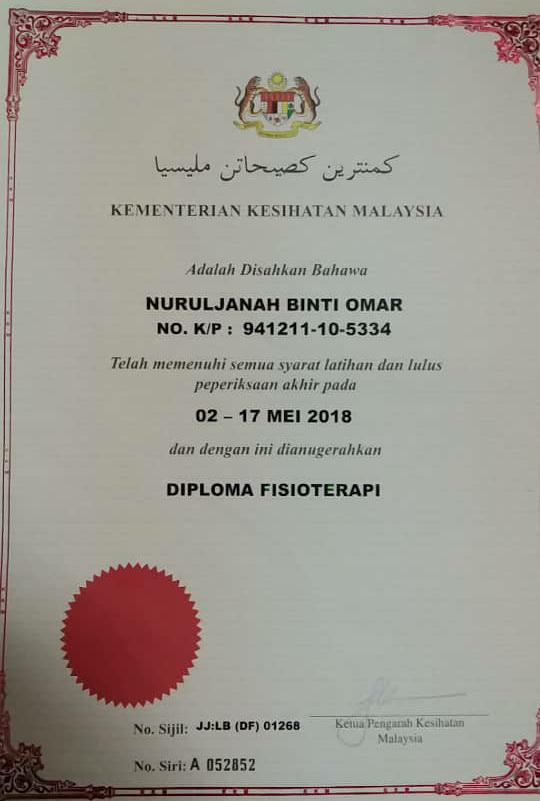 كمنترين كصيحاتن مليسيا
KEMENTERIAN KESIHATAN MALAYSIA
Adalah Disahkan Bahawa
NURULJANAH BINTI OMAR
NO. K/P : 941211-10-5334
Telah memenuhi semua syarat latihan dan lulus
peperiksaan akhir pada
02 – 17 MEI 2018
dan dengan ini dianugerahkan
DIPLOMA FISIOTERAPI
No. Sijil: JJ:LB (DF) 01268
Ketua Pengarah Kesihatan
Malaysia
No. Siri: A 052852